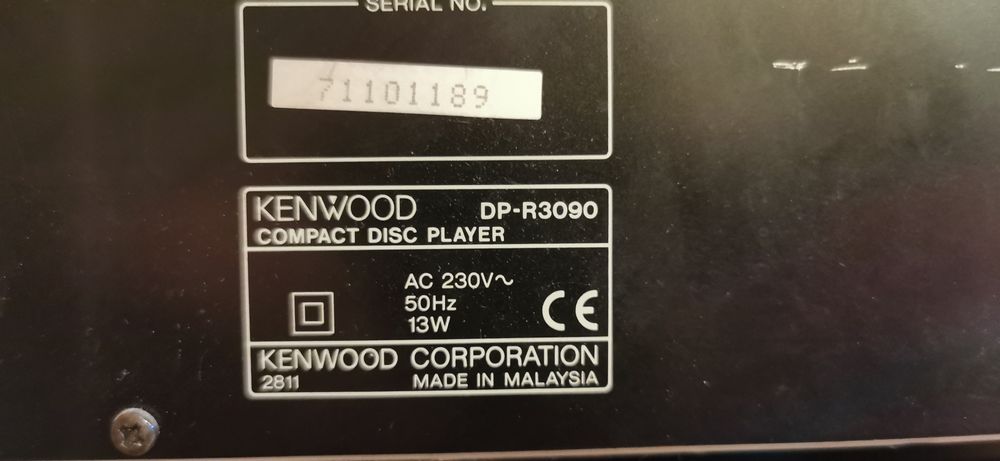 SERIAL NO.
71101189
KENWOOD DP-R3090
COMPACT DISC PLAYER
AC 230V~
50Hz
13W
CE
KENWOOD CORPORATION
2811 MADE IN MALAYSIA